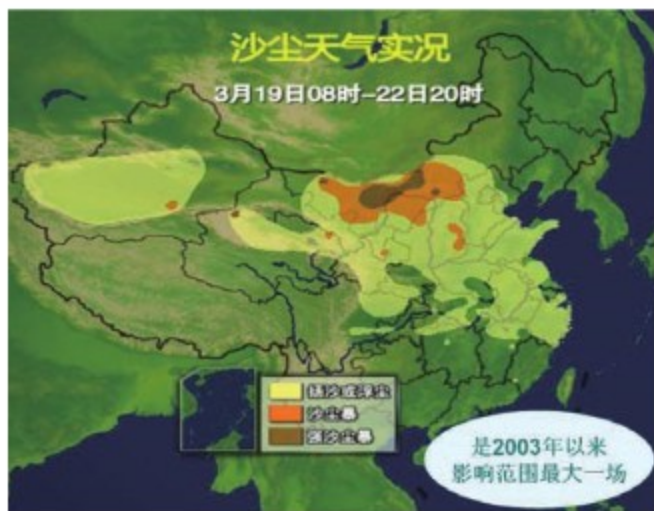 沙尘天气实况
3月19日08时-22日20时
扬沙或浮尘
沙尘暴
强沙尘暴
是2003年以来
影响范围最大一场